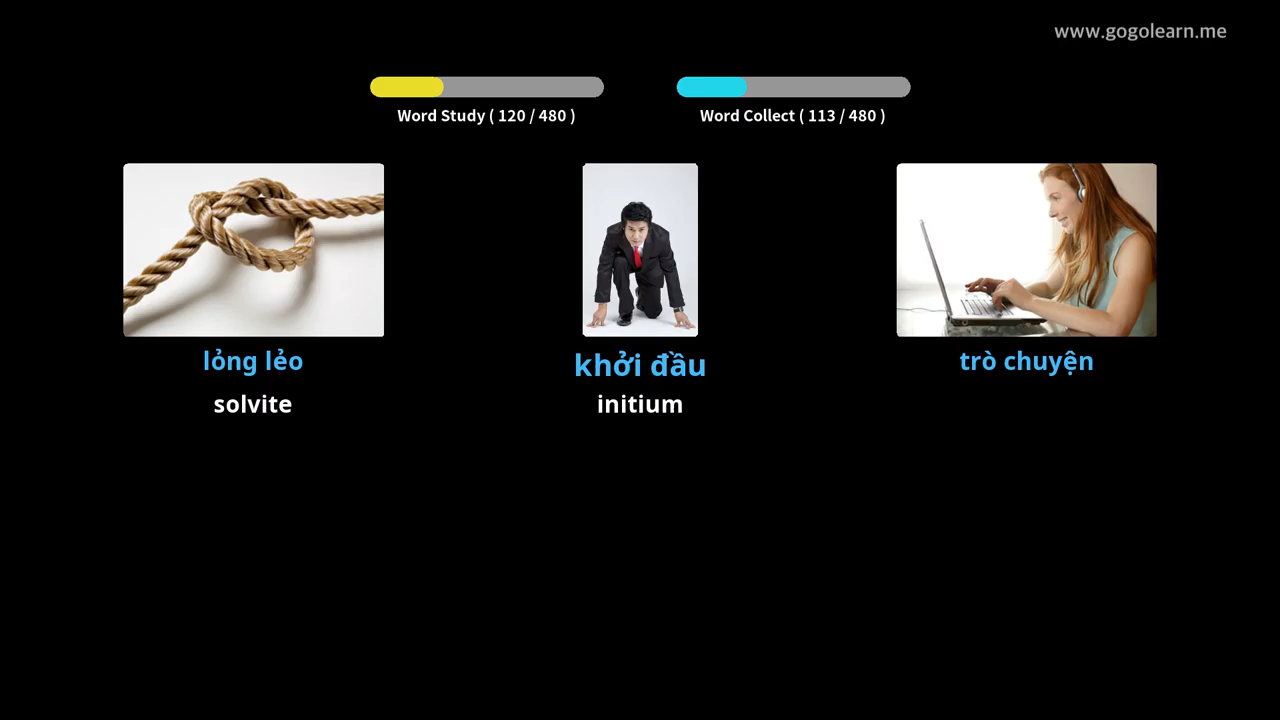 www.gogolearn.me
Word Study ( 120 / 480 )
Word Collect ( 113 / 480 )
lỏng lẻo
khởi đầu
trò chuyện
solvite
initium